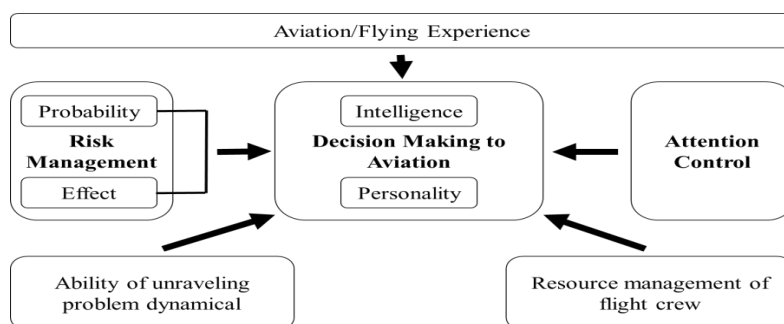 Aviation/Flying Experience
Probability
Risk
Management
Effect
Intelligence
Decision Making to
Aviation
Personality
Attention
Control
Ability of unraveling
problem dynamical
Resource management of
flight crew